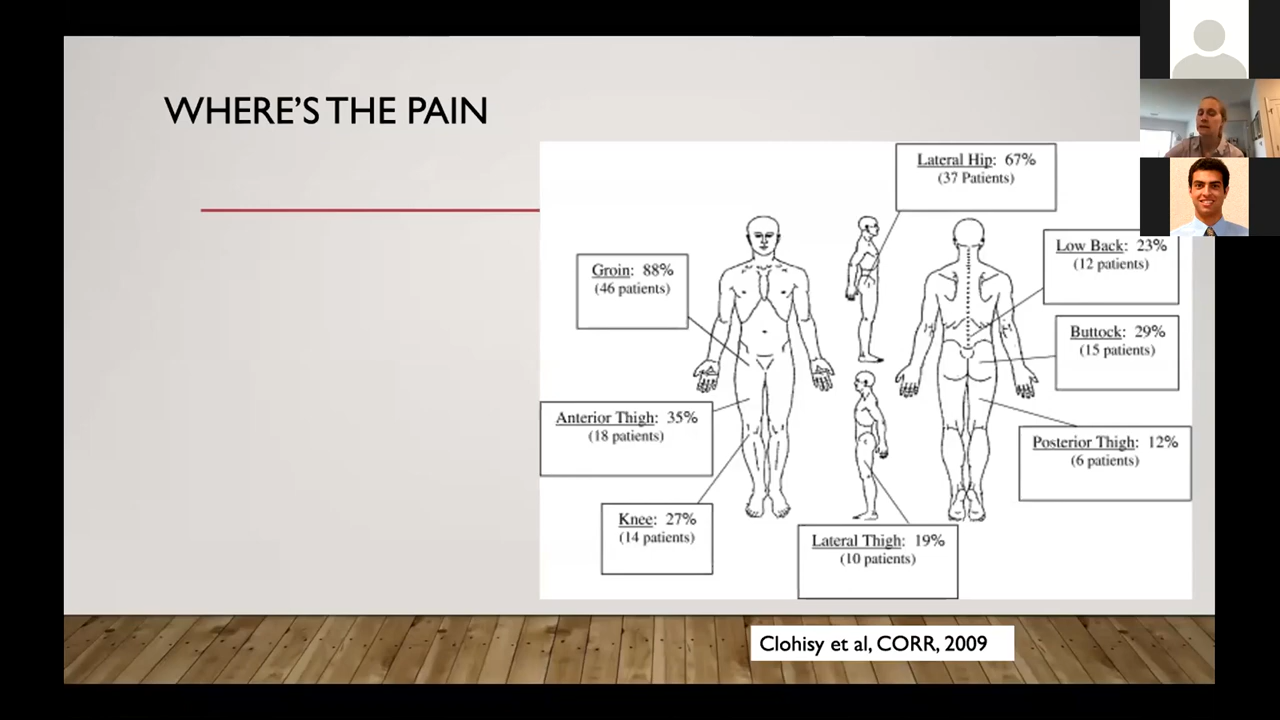 WHERE'S THE PAIN
Lateral Hip: 67%
(37 Patients)
Low Back: 23%
(12 patients)
Groin: 88%
(46 patients)
Buttock: 29%
(15 patients)
Anterior Thigh: 35%
(18 patients)
Posterior Thigh: 12%
(6 patients)
Knee: 27%
(14 patients)
Lateral Thigh: 19%
(10 patients)
Clohisy et al, CORR, 2009